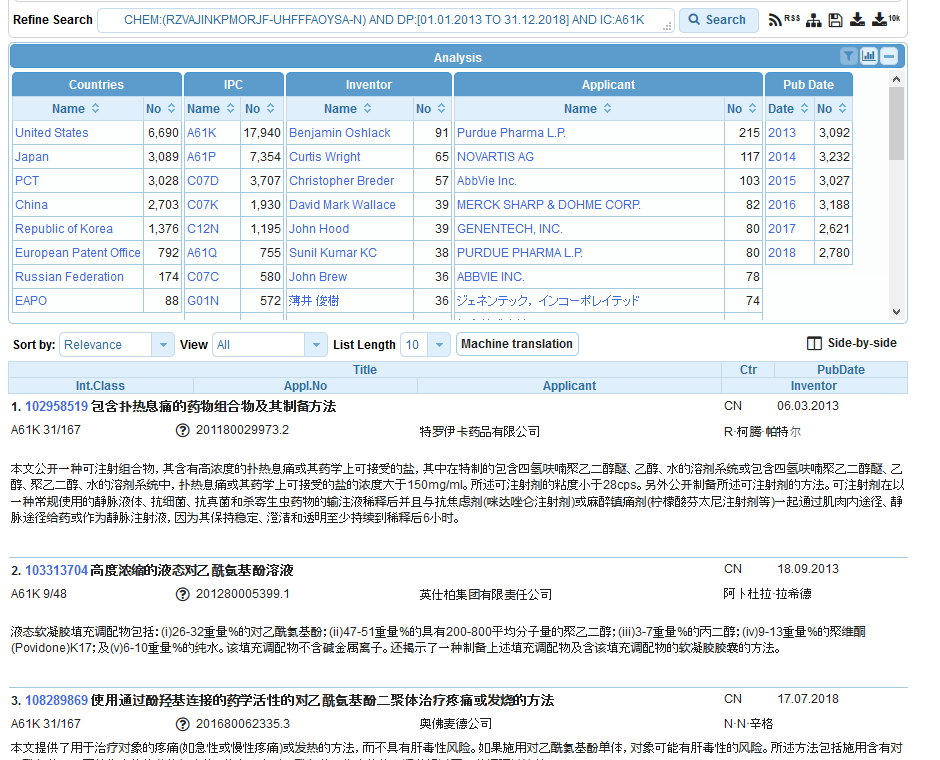 Refine Search CHEM:(RZVAJINKPMORJF-UHFFFAOYSA-N) AND DP:[01.01.2013 TO 31.12.2018] AND IC:A61K Search RSS 10k
Analysis
Countries IPC Inventor Applicant Pub Date
Name No Name No Name No Name No Date No
United States 6,690 A61K 17,940 Benjamin Oshlack 91 Purdue Pharma L.P. 215 2013 3,092
Japan 3,089 A61P 7,354 Curtis Wright 65 NOVARTIS AG 117 2014 3,232
PCT 3,028 C07D 3,707 Christopher Breder 57 AbbVie Inc. 103 2015 3,027
China 2,703 C07K 1,930 David Mark Wallace 39 MERCK SHARP & DOHME CORP. 82 2016 3,188
Republic of Korea 1,376 C12N 1,195 John Hood 39 GENENTECH, INC. 80 2017 2,621
European Patent Office 792 A61Q 755 Sunil Kumar KC 38 PURDUE PHARMA L.P. 80 2018 2,780
Russian Federation 174 C07C 580 John Brew 36 ABBVIE INC. 78
EAPO 88 G01N 572 薄井 俊樹 36 ジェネンテック, インコーポレイテッド 74
Sort by: Relevance View All List Length 10 Machine translation Side-by-side
Title Ctr PubDate
Int.Class Appl.No Applicant Inventor
1. 102958519 包含扑热息痛的药物组合物及其制备方法 CN 06.03.2013
A61K 31/167 201180029973.2 特罗伊卡药品有限公司 R·柯腾·帕特尔
本文公开一种可注射组合物, 其含有高浓度的扑热息痛或其药学上可接受的盐, 其中在特制的包含四氢呋喃聚乙二醇醚、乙醇、水的溶剂系统或包含四氢呋喃聚乙二醇醚、乙
醇、聚乙二醇、水的溶剂系统中, 扑热息痛或其药学上可接受的盐的浓度大于150mg/ml。所述可注射剂的粘度小于28cps。另外公开制备所述可注射剂的方法。可注射剂在以
一种常规使用的静脉液体、抗细菌、抗真菌和杀寄生虫药物的输注液稀释后并且与抗焦虑剂(咪达唑仑注射剂)或麻醉镇痛剂(柠檬酸芬太尼注射剂等)一起通过肌肉内途径、静
脉途径给药或作为静脉注射液, 因为其保持稳定、澄清和透明至少持续到稀释后6小时。
2. 103313704 高度浓缩的液态对乙酰氨基酚溶液 CN 18.09.2013
A61K 9/48 201280005399.1 英仕柏集团有限责任公司 阿卜杜拉·拉希德
液态软凝胶填充调配物包括: (i)26-32重量%的对乙酰氨基酚; (ii)47-51重量%的具有200-800平均分子量的聚乙二醇; (iii)3-7重量%的丙二醇; (iv)9-13重量%的聚维酮
(Povidone)K17; 及(v)6-10重量%的纯水。该填充调配物不含碱金属离子。还揭示了一种制备上述填充调配物及含该填充调配物的软凝胶胶囊的方法。
3. 108289869 使用通过酚羟基连接的药学活性的对乙酰氨基酚二聚体治疗疼痛或发烧的方法 CN 17.07.2018
A61K 31/167 201680062335.3 奥佛麦德公司 N·N·辛格
本文提供了用于治疗对象的疼痛(如急性或慢性疼痛)或发热的方法, 而不具有肝毒性风险。如果施用对乙酰氨基酚单体, 对象可能有肝毒性的风险。所述方法包括施用含有对